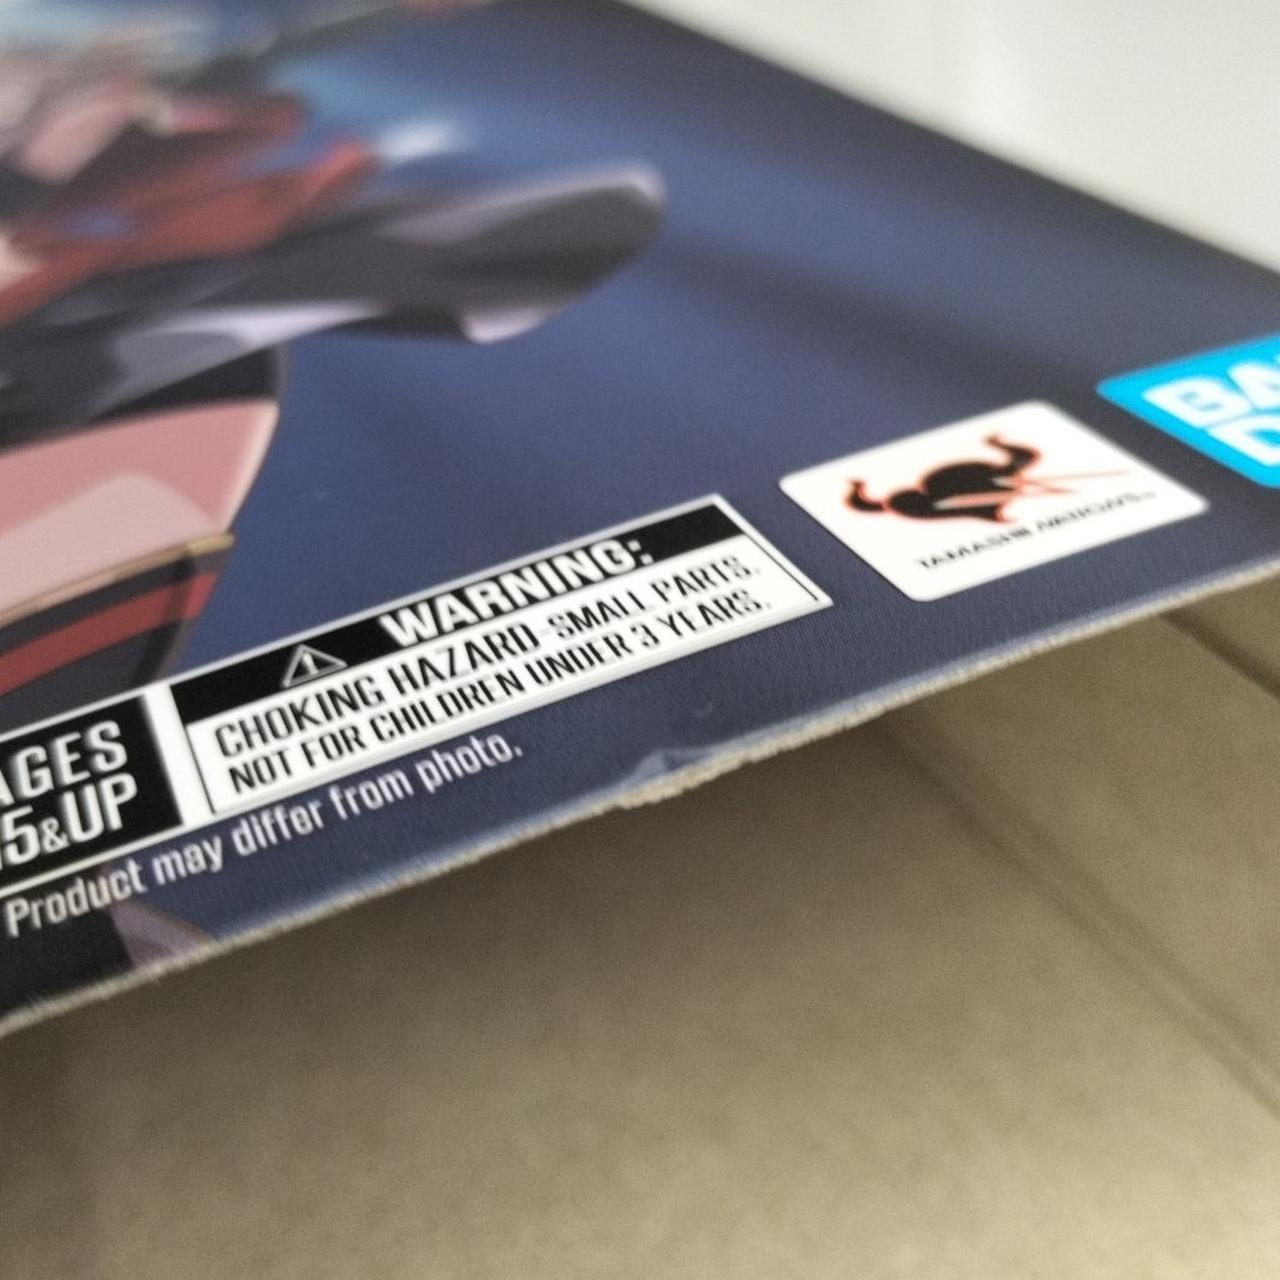 WARNING:
CHOKING HAZARD-SMALL PARTS.
NOT FOR CHILDREN UNDER 3 YEARS.
AGES
15&UP
Product may differ from photo.
TAMASHII NATIONS
BA
D